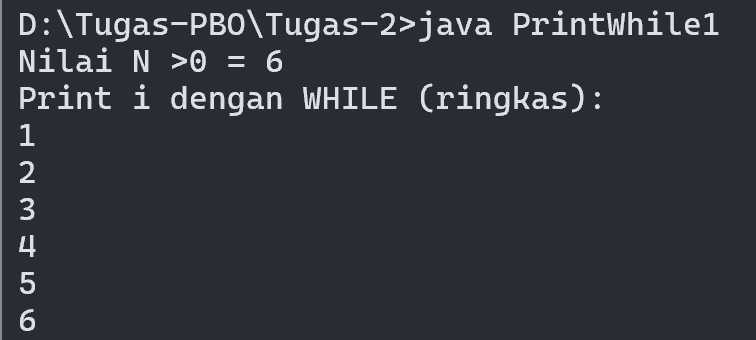 D:\Tugas-PBO\Tugas-2>java PrintWhile1
Nilai N >0 = 6
Print i dengan WHILE (ringkas):
1
2
3
4
5
6